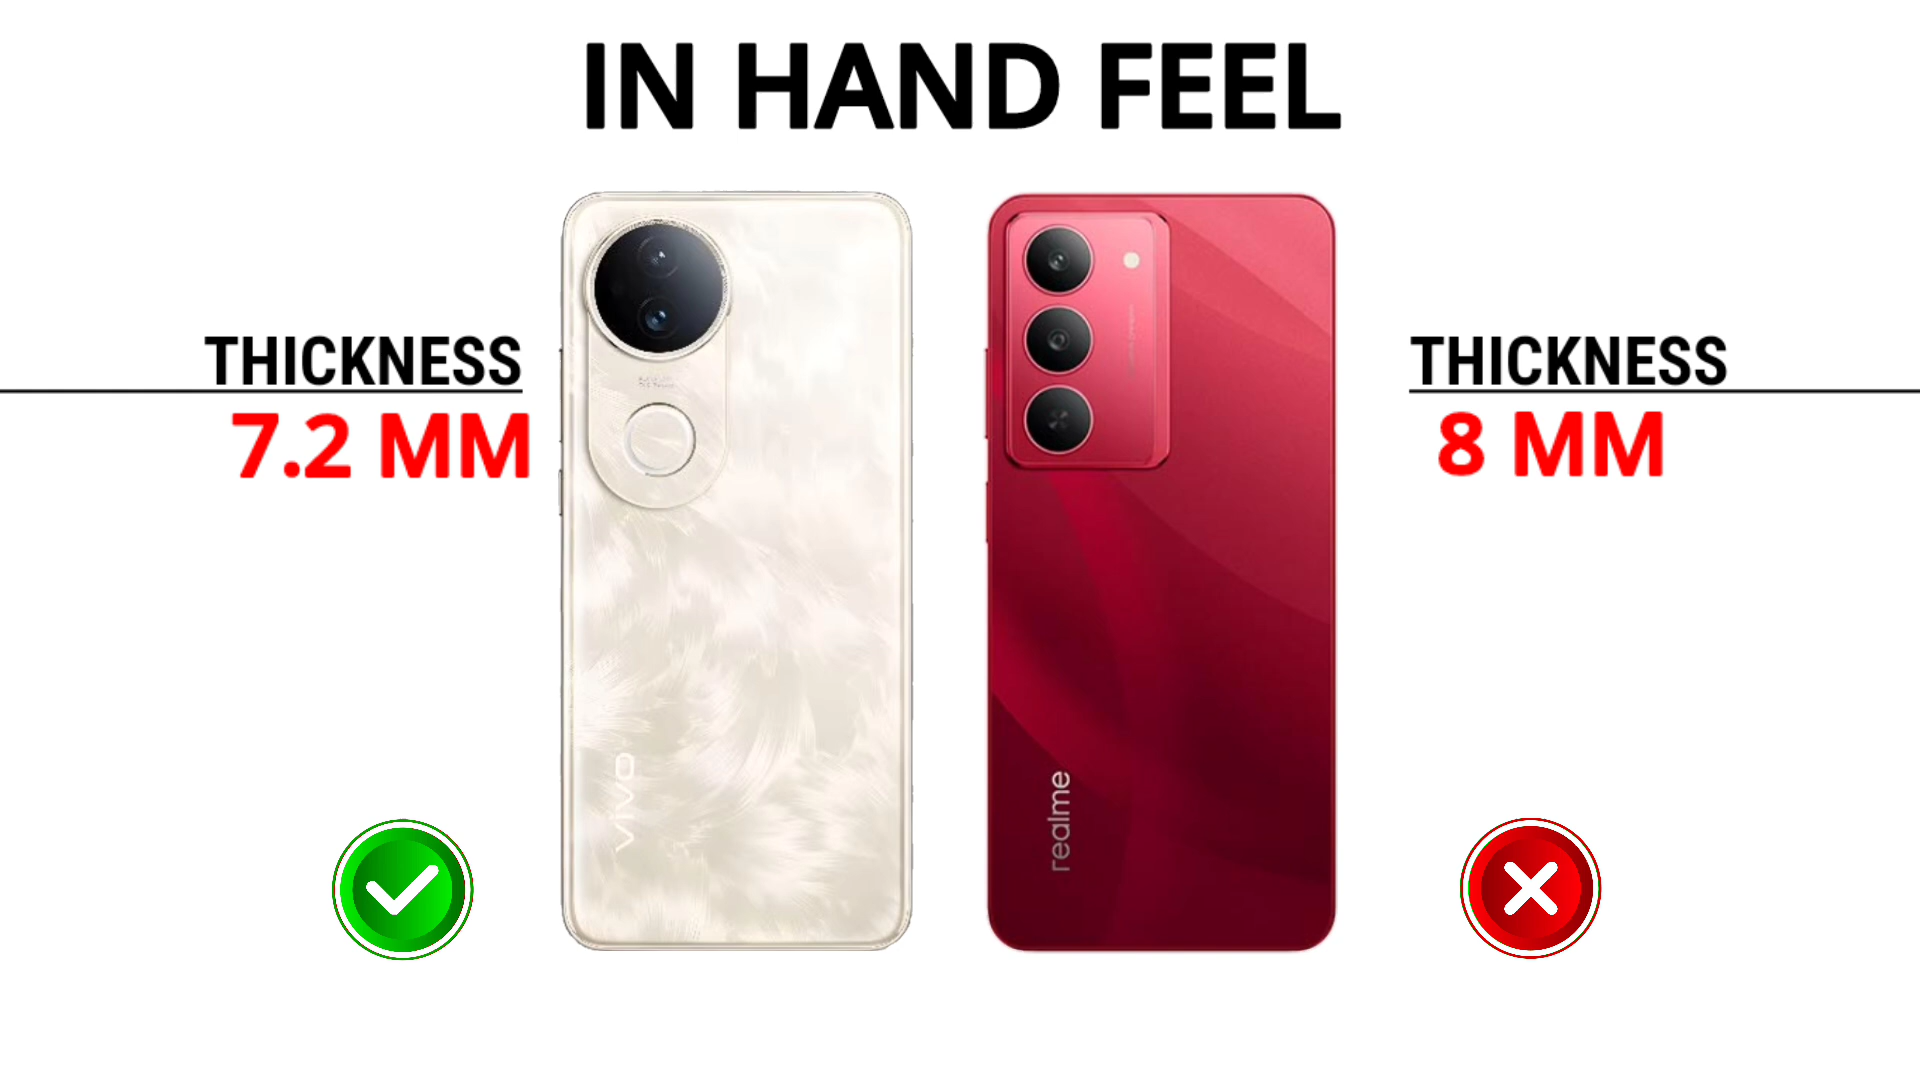 IN HAND FEEL
THICKNESS
7.2 MM
THICKNESS
8 MM
vivo
realme